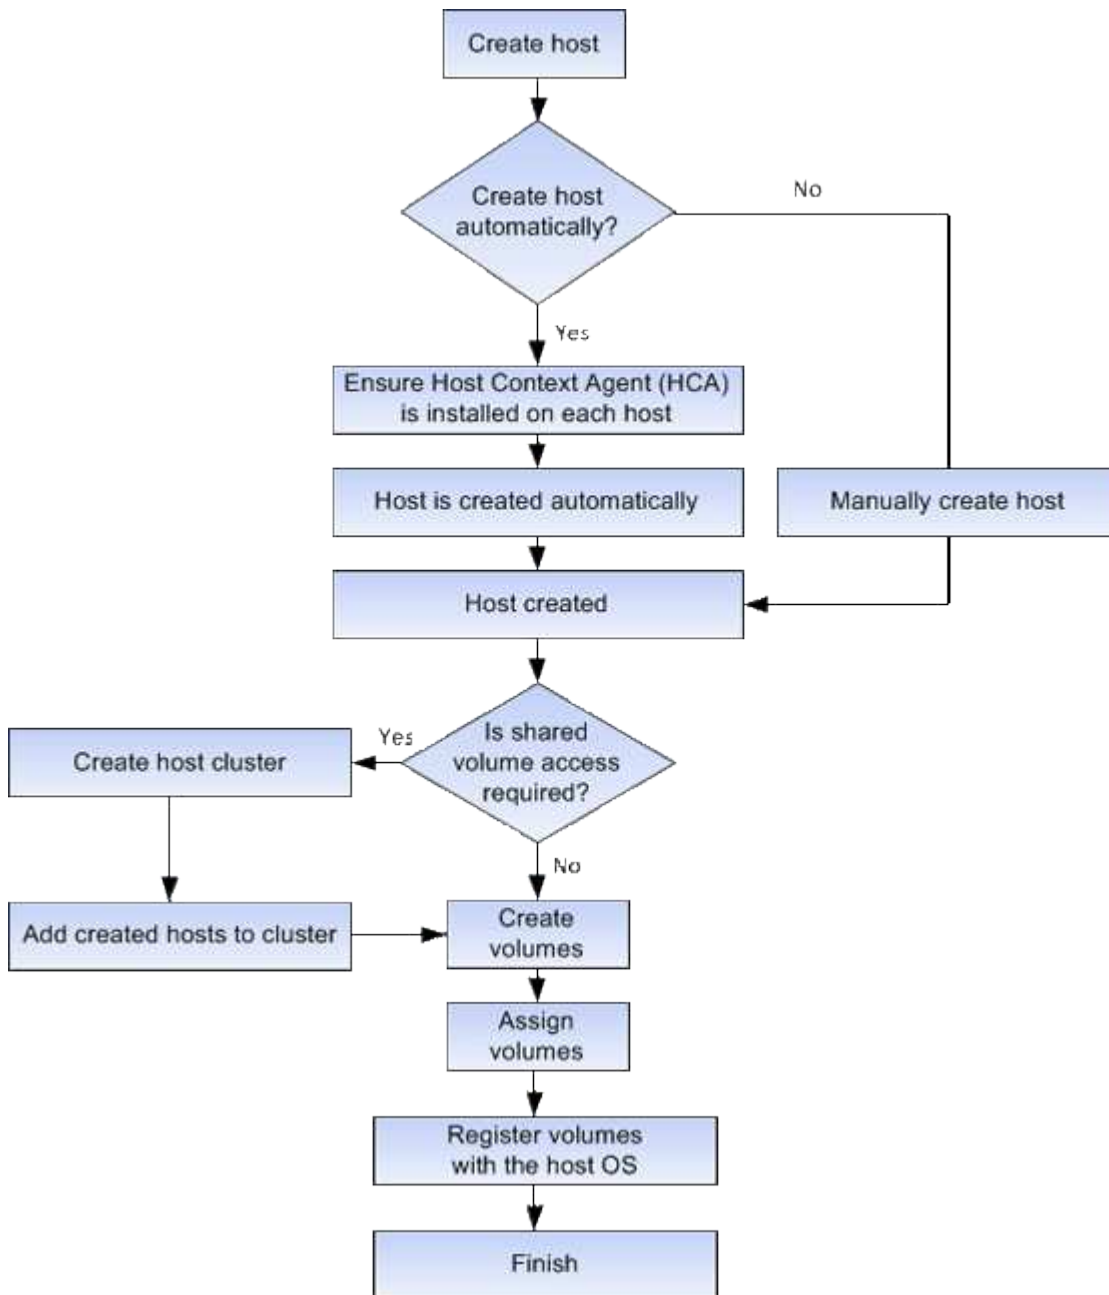 Create host
Create host
automatically?
No
Yes
Ensure Host Context Agent (HCA)
is installed on each host
Host is created automatically
Manually create host
Host created
Is shared
volume access
required?
Yes
Create host cluster
No
Add created hosts to cluster
Create
volumes
Assign
volumes
Register volumes
with the host OS
Finish